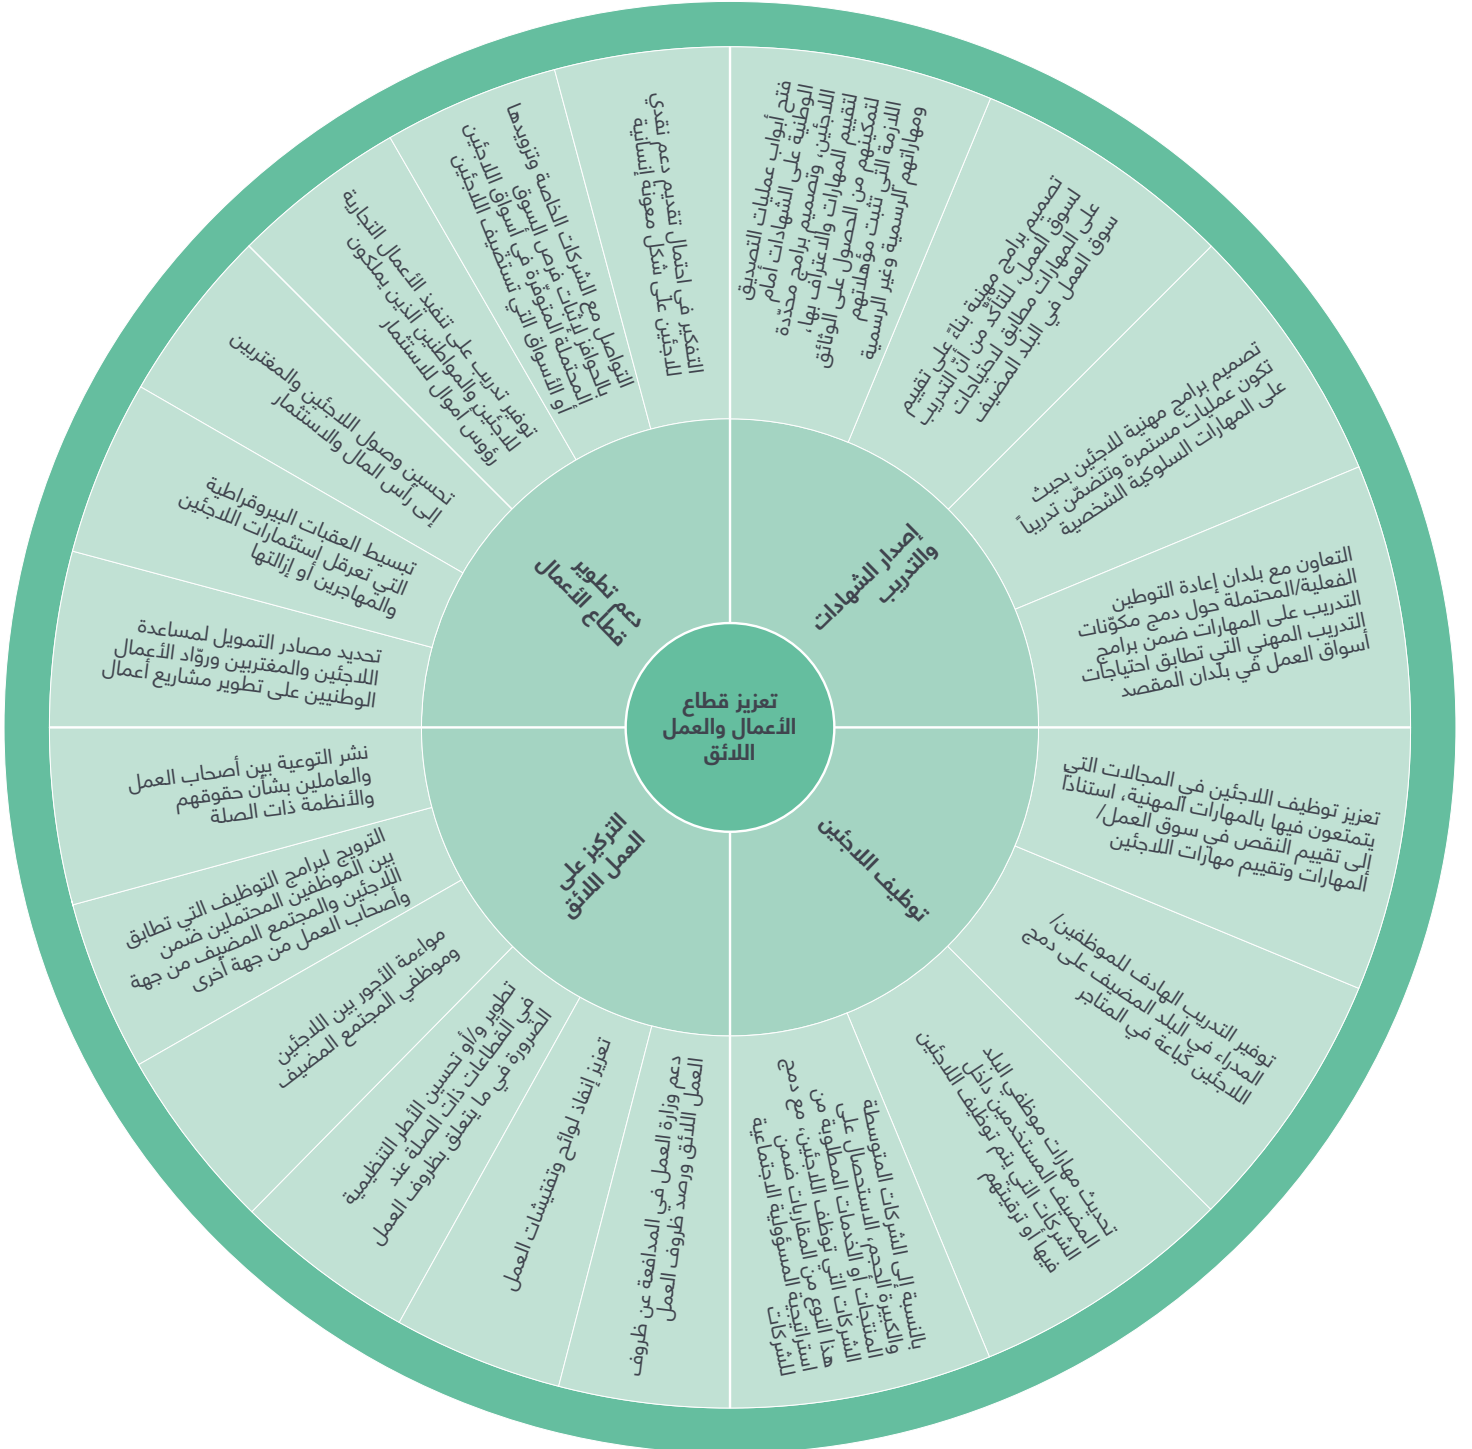 تعزيز قطاع
الأعمال والعمل
اللائق
إصدار الشهادات
والتدريب
فتح أبواب عمليات التصديق
الوطنية على الشهادات أمام
اللاجئين، وتصميم برامج محدّدة
لتقييم المهارات والاعتراف بها،
لتمكينهم من الحصول على الوثائق
اللازمة التي تثبت مؤهلاتهم
ومهاراتهم الرسمية وغير الرسمية
تصميم برامج مهنية بناءً على تقييم
لسوق العمل، للتأكّد من أنّ التدريب
على المهارات مطابق لاحتياجات
سوق العمل في البلد المضيف
تصميم برامج مهنية للاجئين بحيث
تكون عمليات مستمرة وتتضمّن تدريباً
على المهارات السلوكية الشخصية
التعاون مع بلدان إعادة التوطين
الفعلية/المحتملة حول دمج مكوّنات
التدريب على المهارات ضمن برامج
التدريب المهني التي تطابق احتياجات
أسواق العمل في بلدان المقصد
توظيف اللاجئين
تعزيز توظيف اللاجئين في المجالات التي
يتمتعون فيها بالمهارات المهنية، استناداً
إلى تقييم النقص في سوق العمل/
المهارات وتقييم مهارات اللاجئين
توفير التدريب الهادف للموظفين/
المدراء في البلد المضيف على دمج
اللاجئين كباعة في المتاجر
تحديث مهارات موظفي البلد
المضيف المستخدمين داخل
الشركات التي يتم توظيف اللاجئين
فيها أو ترقيتهم
بالنسبة إلى الشركات المتوسطة
والكبيرة الحجم، الاستحصال على
المنتجات أو الخدمات المطلوبة من
الشركات التي توظف اللاجئين، مع دمج
هذا النوع من المقاربات ضمن
استراتيجية المسؤولية الاجتماعية
للشركات
التركيز على
العمل اللائق
دعم وزارة العمل في المدافعة عن ظروف
العمل اللائق ورصد ظروف العمل
تعزيز إنفاذ لوائح وتفتيشات العمل
تطوير و/أو تحسين الأطر التنظيمية
في القطاعات ذات الصلة عند
الضرورة في ما يتعلق بظروف العمل
مواءمة الأجور بين اللاجئين
وموظفي المجتمع المضيف
الترويج لبرامج التوظيف التي تطابق
بين الموظفين المحتملين ضمن
اللاجئين والمجتمع المضيف من جهة
وأصحاب العمل من جهة أخرى
نشر التوعية بين أصحاب العمل
والعاملين بشأن حقوقهم
والأنظمة ذات الصلة
دعم تطوير
قطاع الأعمال
تحديد مصادر التمويل لمساعدة
اللاجئين والمغتربين وروّاد الأعمال
الوطنيين على تطوير مشاريع أعمال
تبسيط العقبات البيروقراطية
التي تعرقل إستثمارات اللاجئين
والمهاجرين أو إزالتها
تحسين وصول اللاجئين والمغتربين
إلى رأس المال والاستثمار
توفير تدريب على تنفيذ الأعمال التجارية
للاجئين والمواطنين الذين يملكون
رؤوس أموال للاستثمار
التواصل مع الشركات الخاصة وتزويدها
بالحوافز لإثبات فرص السوق
المحتملة المتوفرة في أسواق اللاجئين
أو الأسواق التي تستضيف اللاجئين
التفكير في احتمال تقديم دعم نقدي
للاجئين على شكل معونة إنسانية